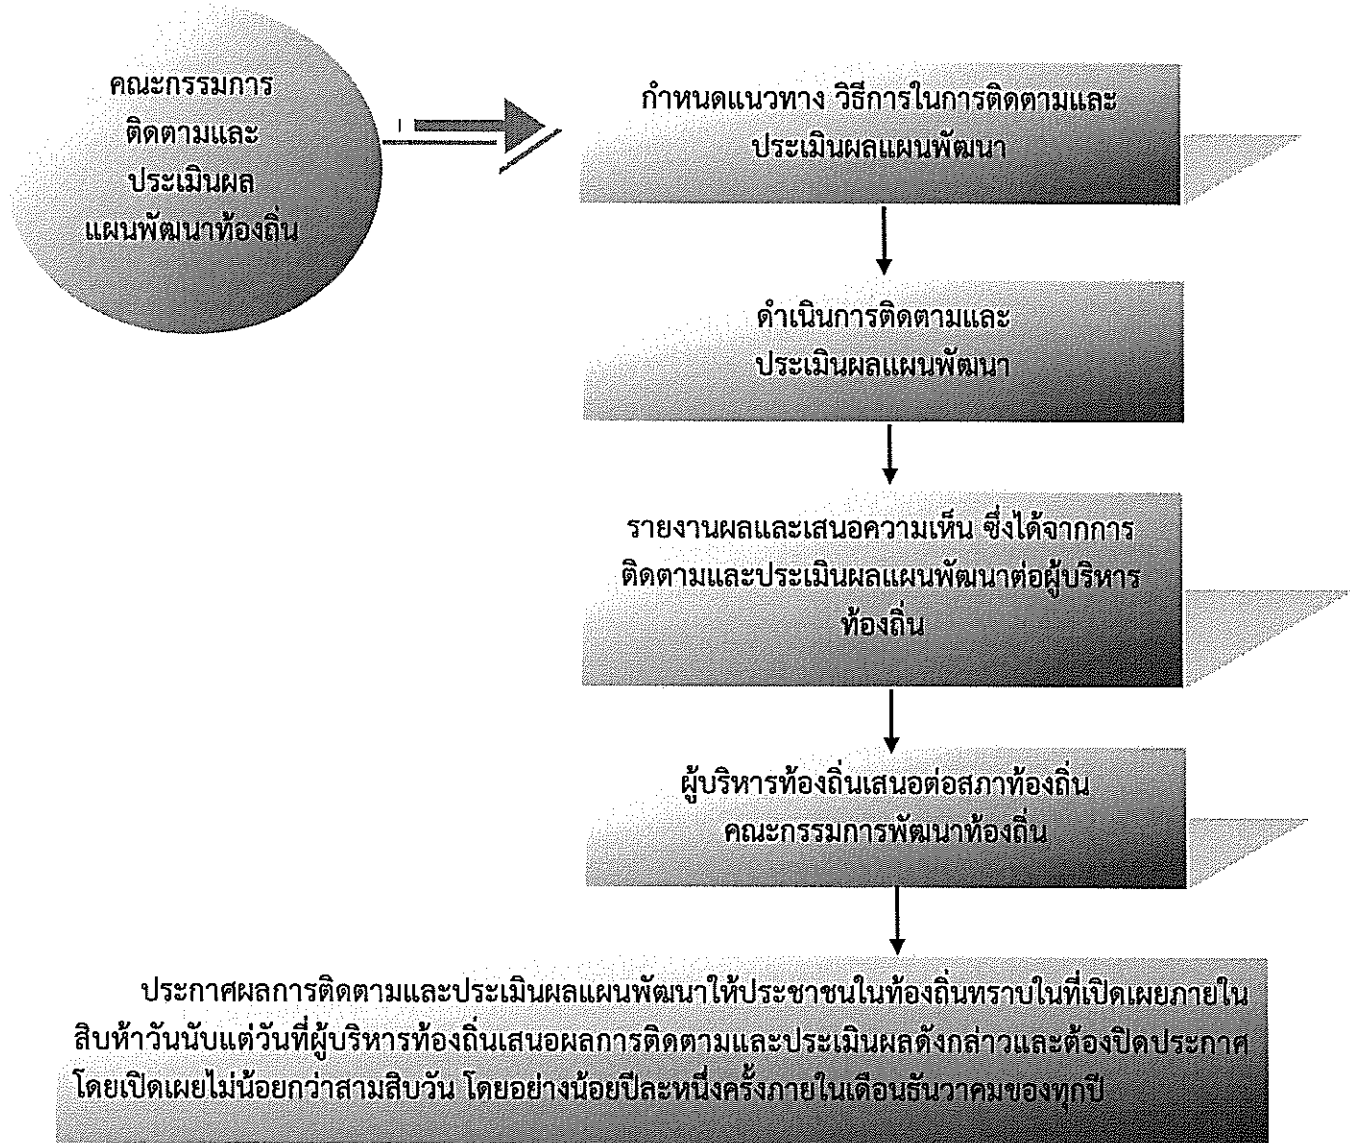 คณะกรรมการ
ติดตามและ
ประเมินผล
แผนพัฒนาท้องถิ่น
กำหนดแนวทาง วิธีการในการติดตามและ
ประเมินผลแผนพัฒนา
ดำเนินการติดตามและ
ประเมินผลแผนพัฒนา
รายงานผลและเสนอความเห็น ซึ่งได้จากการ
ติดตามและประเมินผลแผนพัฒนาต่อผู้บริหาร
ท้องถิ่น
ผู้บริหารท้องถิ่นเสนอต่อสภาท้องถิ่น
คณะกรรมการพัฒนาท้องถิ่น
ประกาศผลการติดตามและประเมินผลแผนพัฒนาให้ประชาชนในท้องถิ่นทราบในที่เปิดเผยภายใน
สิบห้าวันนับแต่วันที่ผู้บริหารท้องถิ่นเสนอผลการติดตามและประเมินผลดังกล่าวและต้องปิดประกาศ
โดยเปิดเผยไม่น้อยกว่าสามสิบวัน โดยอย่างน้อยปีละหนึ่งครั้งภายในเดือนธันวาคมของทุกปี